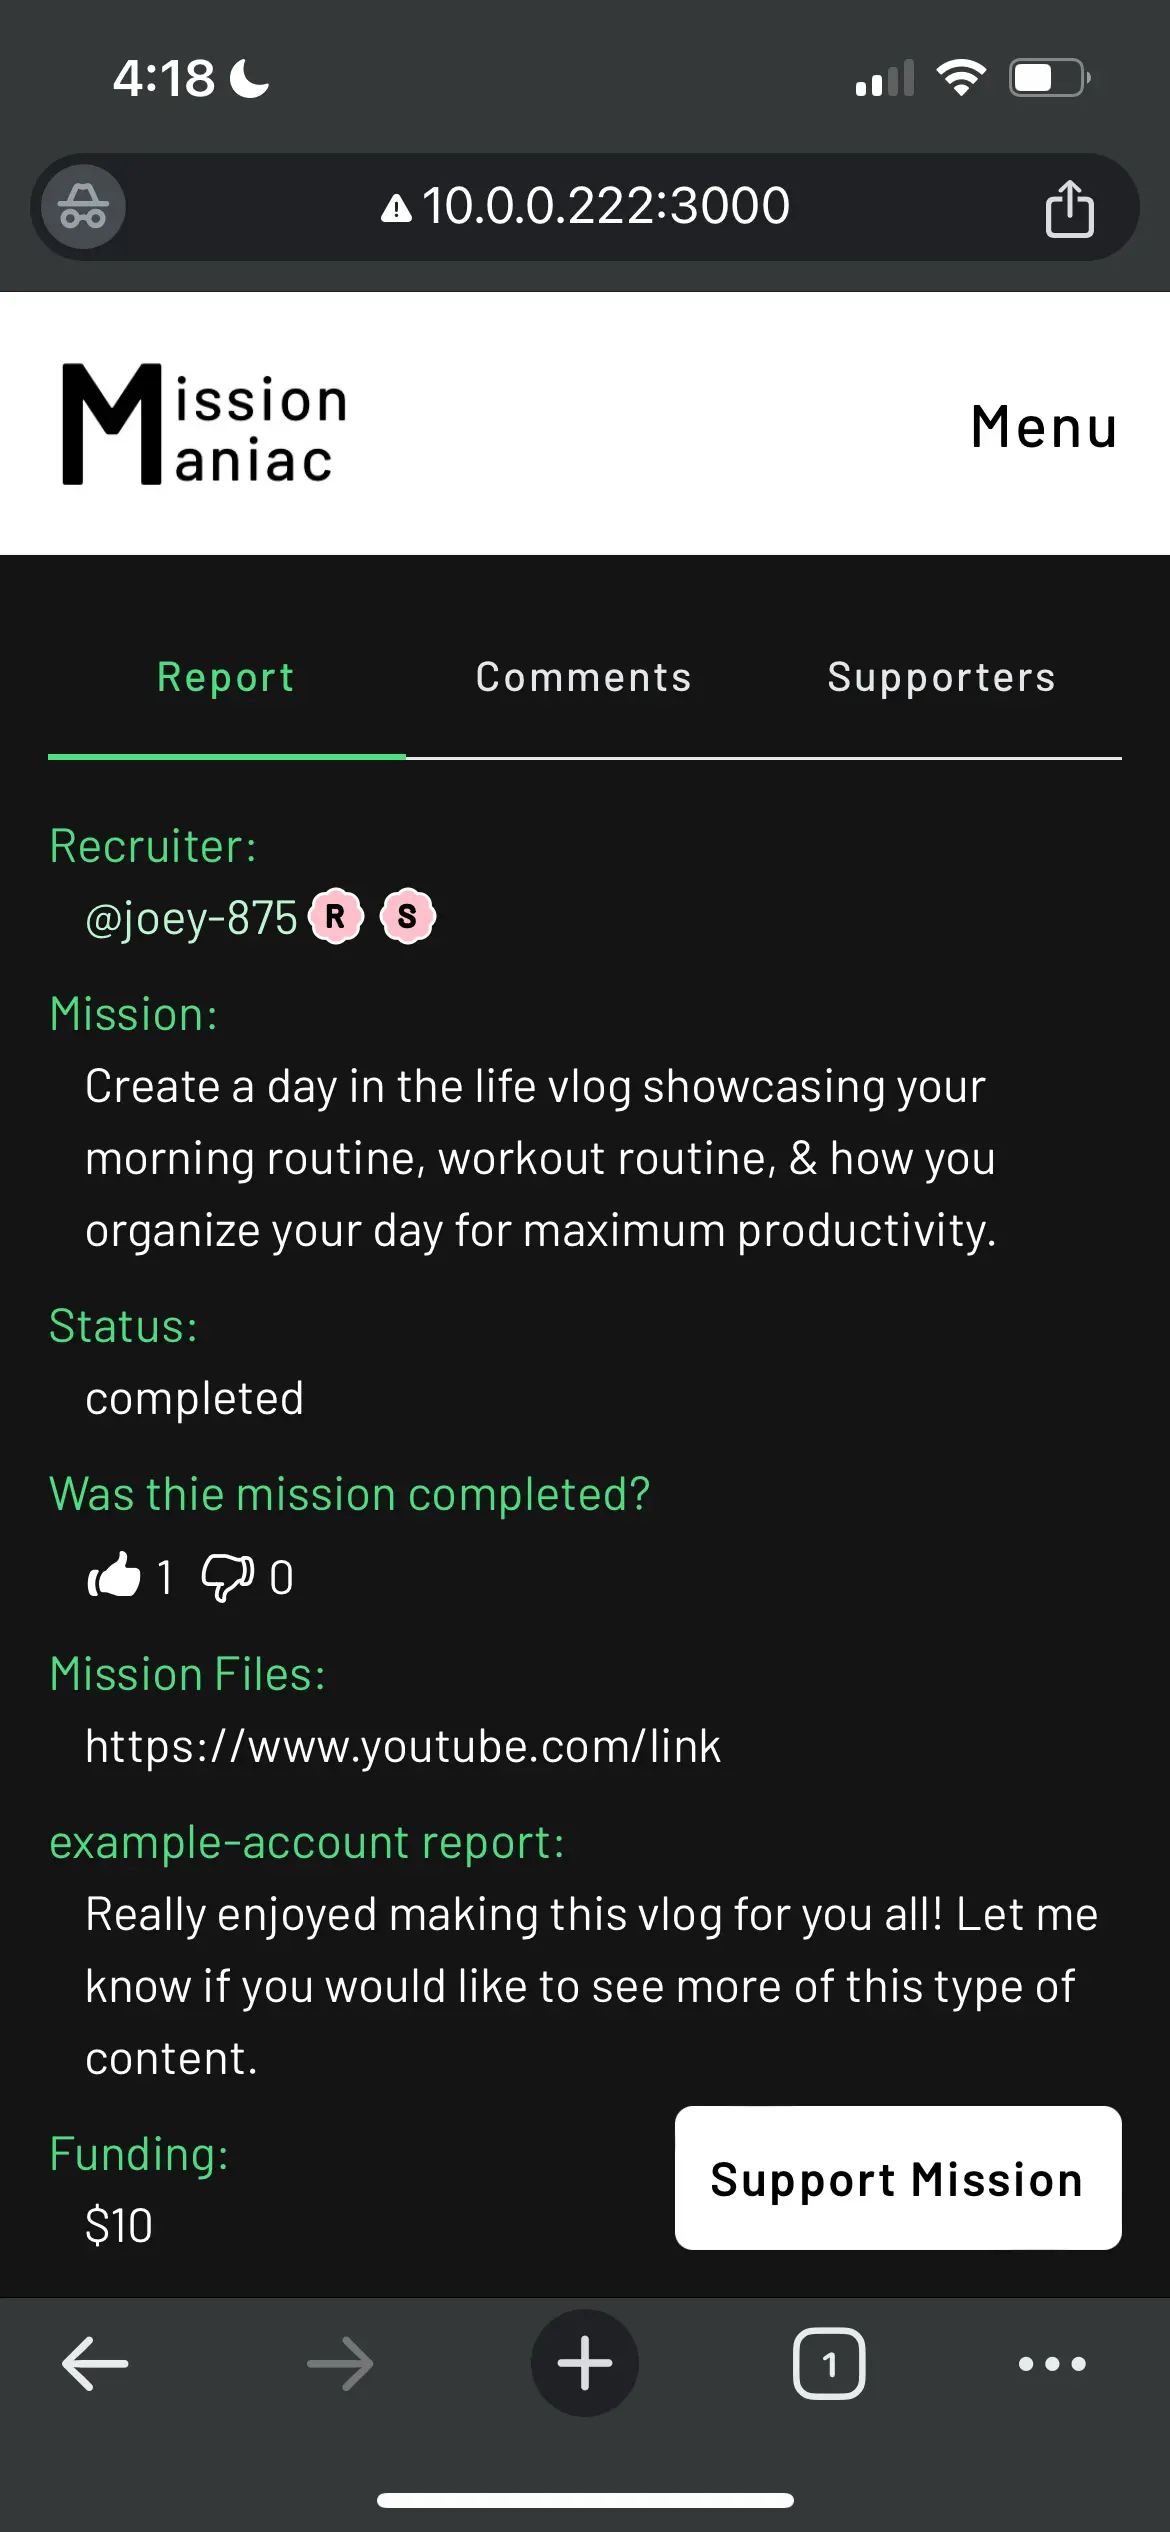 4:18
10.0.0.222:3000
Mission
Maniac
Menu
Report Comments Supporters
Recruiter:
@joey-875 R S
Mission:
Create a day in the life vlog showcasing your
morning routine, workout routine, & how you
organize your day for maximum productivity.
Status:
completed
Was thie mission completed?
1 0
Mission Files:
https://www.youtube.com/link
example-account report:
Really enjoyed making this vlog for you all! Let me
know if you would like to see more of this type of
content.
Funding:
$10
Support Mission
1